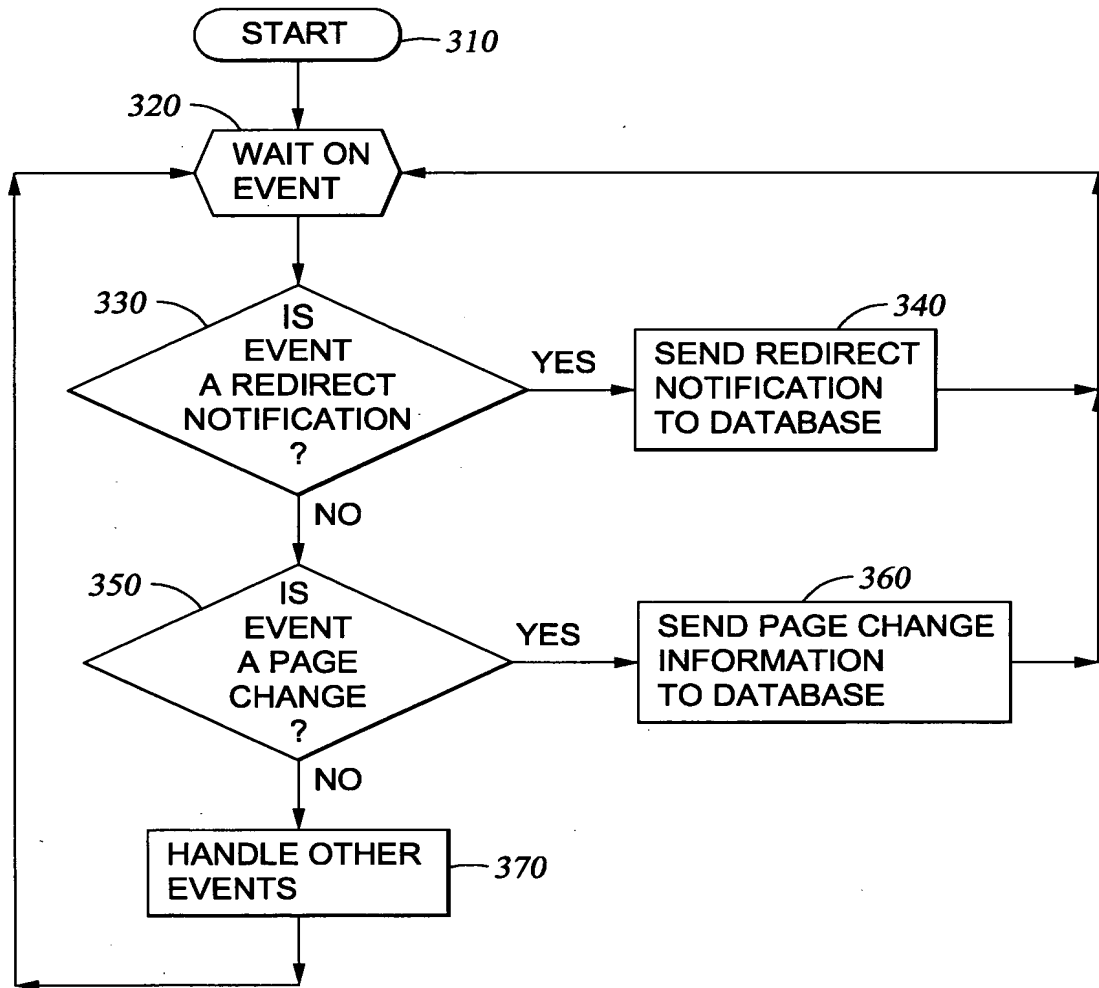 START
310
320
WAIT ON
EVENT
330
IS
EVENT
A REDIRECT
NOTIFICATION
?
YES
340
SEND REDIRECT
NOTIFICATION
TO DATABASE
NO
350
IS
EVENT
A PAGE
CHANGE
?
YES
360
SEND PAGE CHANGE
INFORMATION
TO DATABASE
NO
HANDLE OTHER
EVENTS
370